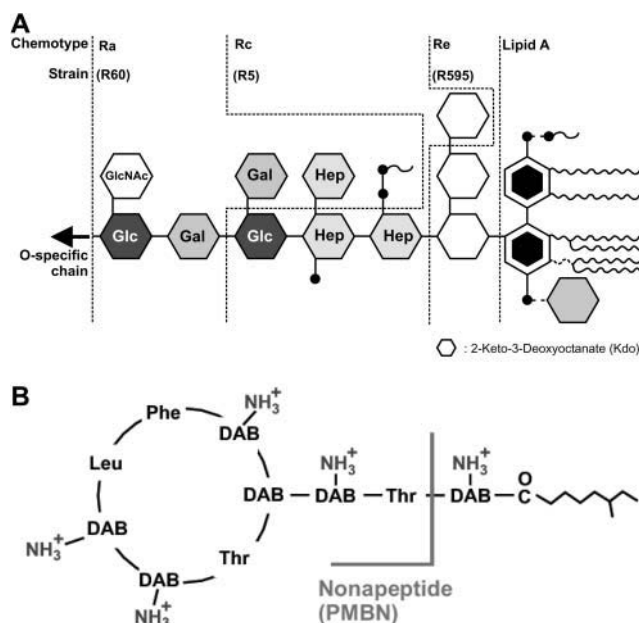 A
Chemotype Ra Rc Re Lipid A
Strain (R60) (R5) (R595)
GlcNAc Gal Hep
Glc Gal Glc Hep Hep
O-specific
chain
: 2-Keto-3-Deoxyoctanate (Kdo)
B
NH3+
Phe DAB
NH3+ NH3+
Leu
DAB DAB Thr DAB C
O
DAB
NH3+
Thr
DAB
NH3+
Nonapeptide
(PMBN)